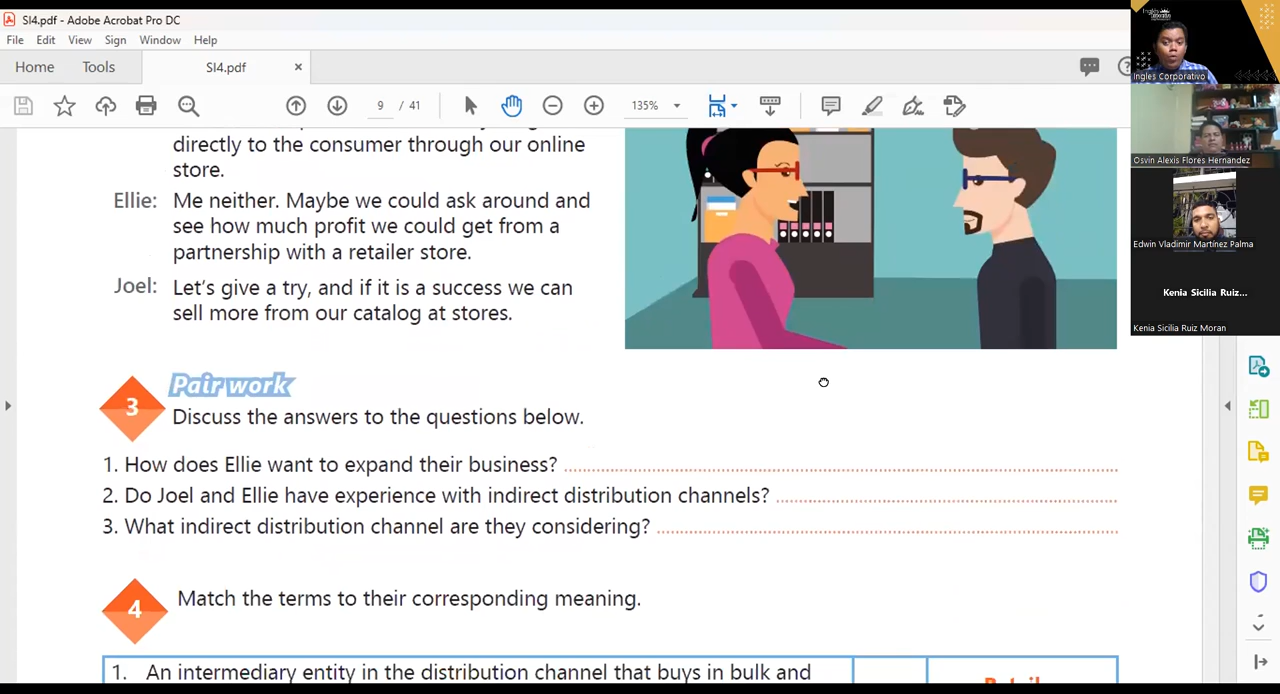 SI4.pdf - Adobe Acrobat Pro DC
File Edit View Sign Window Help
Home Tools SI4.pdf ×
9 / 41 135%
directly to the consumer through our online
store.
Ellie: Me neither. Maybe we could ask around and
see how much profit we could get from a
partnership with a retailer store.
Joel: Let's give a try, and if it is a success we can
sell more from our catalog at stores.
Pair work
3
Discuss the answers to the questions below.
1. How does Ellie want to expand their business?
2. Do Joel and Ellie have experience with indirect distribution channels?
3. What indirect distribution channel are they considering?
4 Match the terms to their corresponding meaning.
1. An intermediary entity in the distribution channel that buys in bulk and
Ingles Corporativo
Osvin Alexis Flores Hernandez
Edwin Vladimir Martínez Palma
Kenia Sicilia Ruiz...
Kenia Sicilia Ruiz Moran